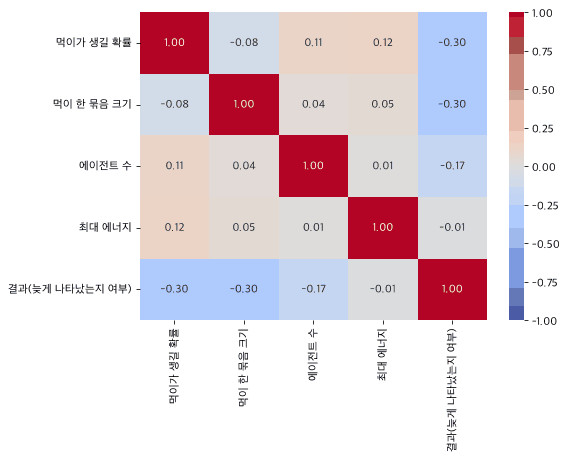 먹이가 생길 확률 1.00 -0.08 0.11 0.12 -0.30
먹이 한 묶음 크기 -0.08 1.00 0.04 0.05 -0.30
에이전트 수 0.11 0.04 1.00 0.01 -0.17
최대 에너지 0.12 0.05 0.01 1.00 -0.01
결과(늦게 나타났는지 여부) -0.30 -0.30 -0.17 -0.01 1.00
먹이가 생길 확률
먹이 한 묶음 크기
에이전트 수
최대 에너지
결과(늦게 나타났는지 여부)
1.00
0.75
0.50
0.25
0.00
-0.25
-0.50
-0.75
-1.00